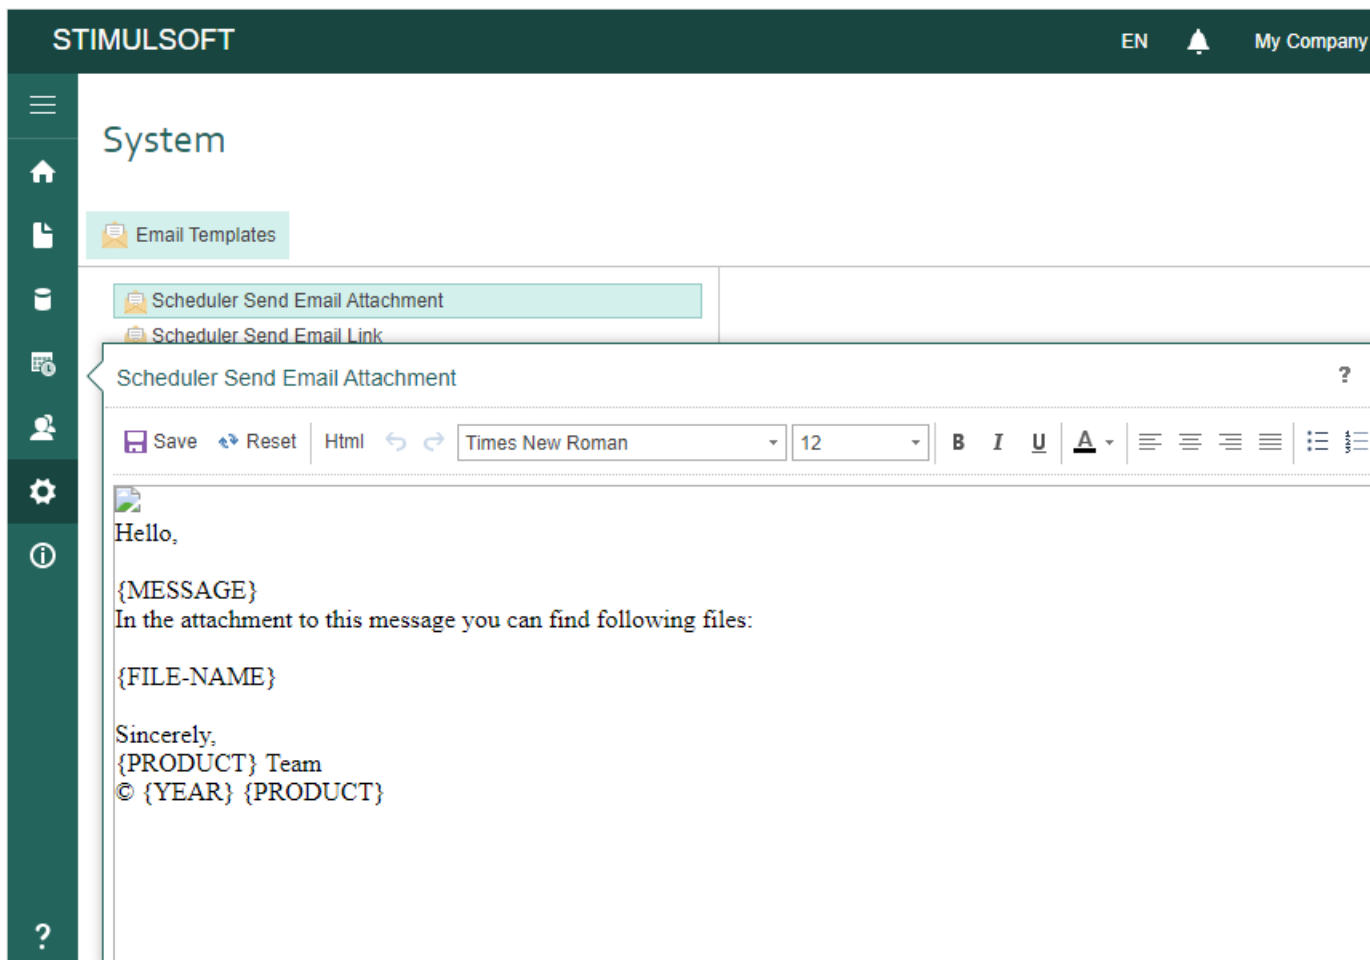 STIMULSOFT
EN
My Company
System
Email Templates
Scheduler Send Email Attachment
Scheduler Send Email Link
Scheduler Send Email Attachment
?
Save Reset Html Times New Roman 12 B I U A
Hello,
{MESSAGE}
In the attachment to this message you can find following files:
{FILE-NAME}
Sincerely,
{PRODUCT} Team
© {YEAR} {PRODUCT}
?